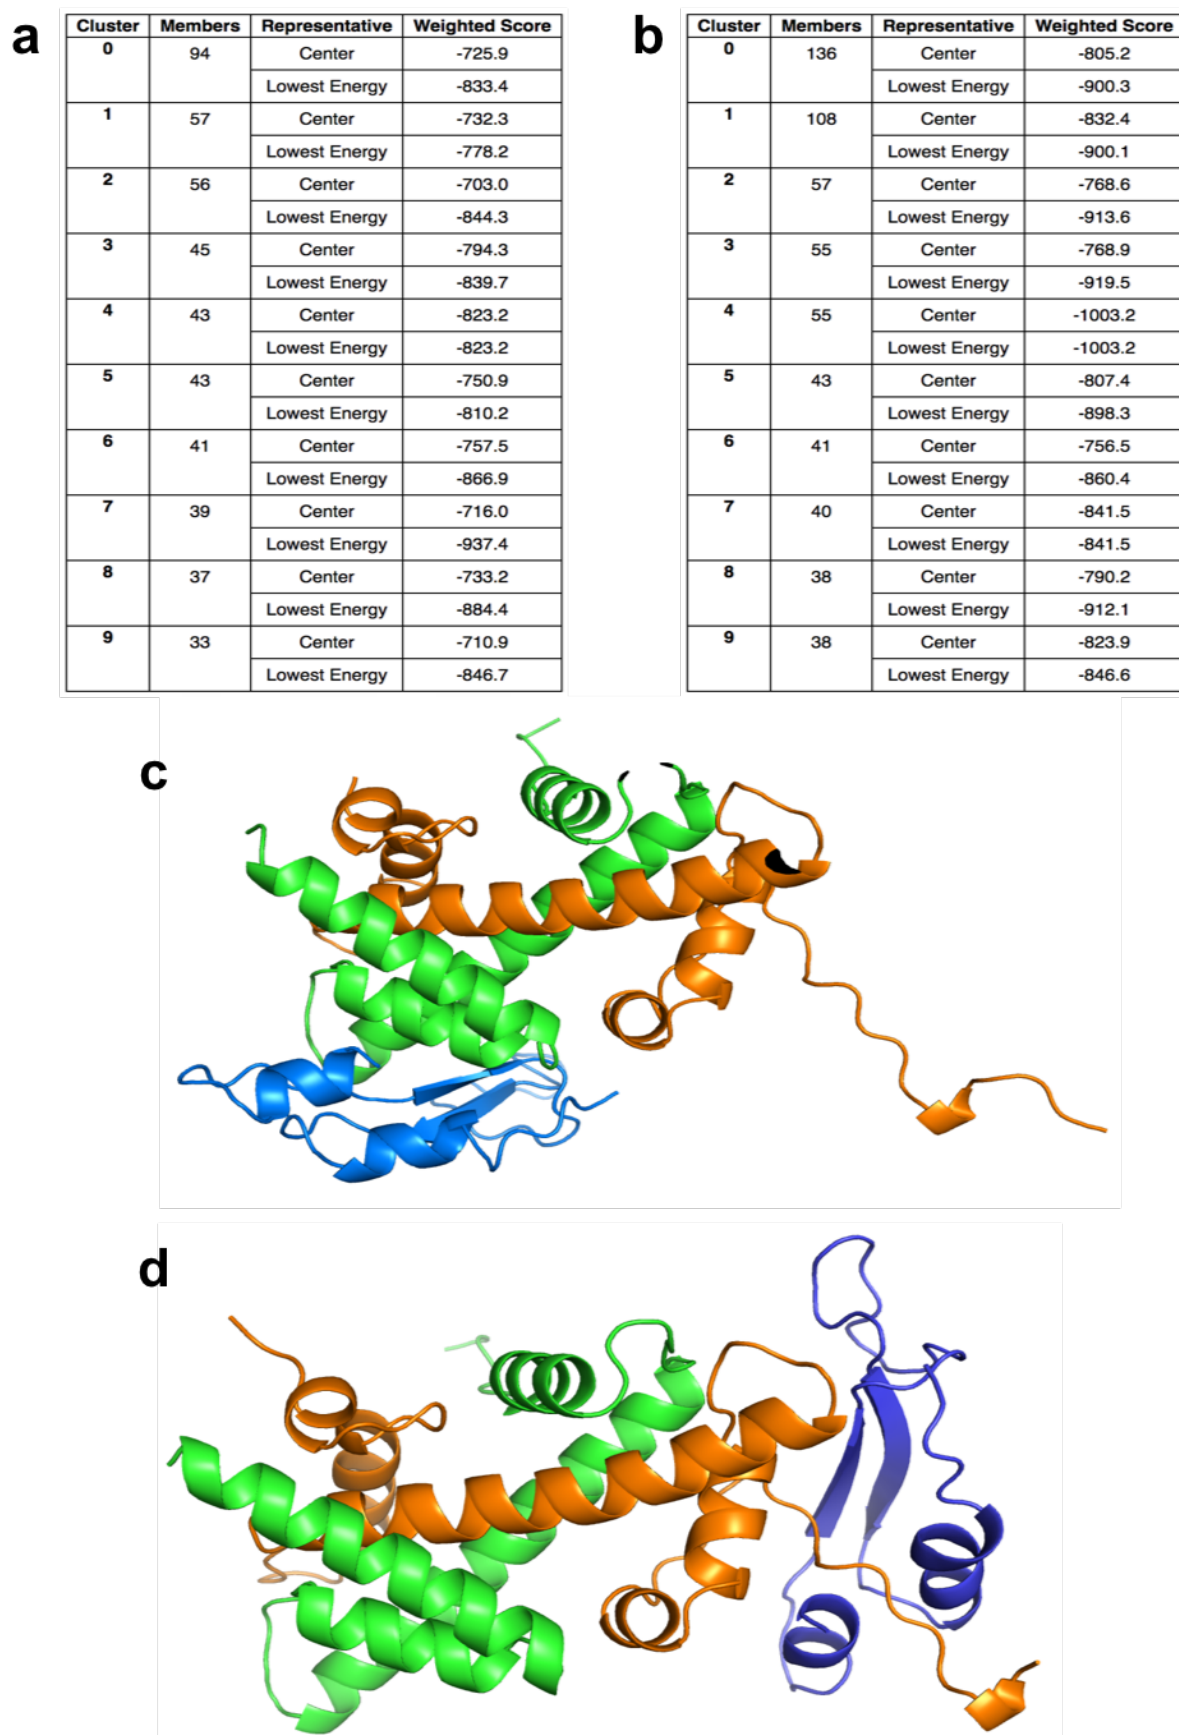 a
Cluster Members Representative Weighted Score
0 94 Center -725.9
Lowest Energy -833.4
1 57 Center -732.3
Lowest Energy -778.2
2 56 Center -703.0
Lowest Energy -844.3
3 45 Center -794.3
Lowest Energy -839.7
4 43 Center -823.2
Lowest Energy -823.2
5 43 Center -750.9
Lowest Energy -810.2
6 41 Center -757.5
Lowest Energy -866.9
7 39 Center -716.0
Lowest Energy -937.4
8 37 Center -733.2
Lowest Energy -884.4
9 33 Center -710.9
Lowest Energy -846.7
b
Cluster Members Representative Weighted Score
0 136 Center -805.2
Lowest Energy -900.3
1 108 Center -832.4
Lowest Energy -900.1
2 57 Center -768.6
Lowest Energy -913.6
3 55 Center -768.9
Lowest Energy -919.5
4 55 Center -1003.2
Lowest Energy -1003.2
5 43 Center -807.4
Lowest Energy -898.3
6 41 Center -756.5
Lowest Energy -860.4
7 40 Center -841.5
Lowest Energy -841.5
8 38 Center -790.2
Lowest Energy -912.1
9 38 Center -823.9
Lowest Energy -846.6
c
d